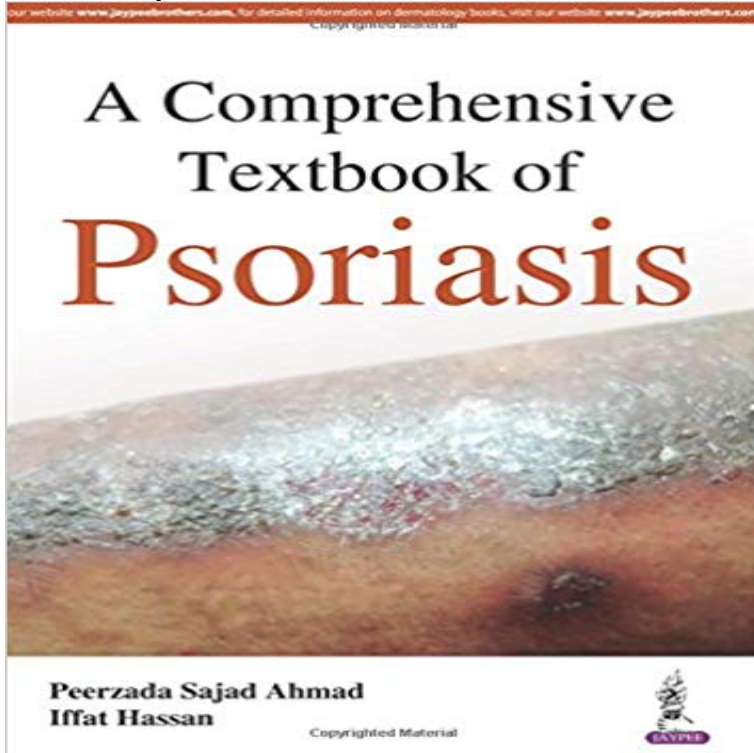 our website www.jaypeebrothers.com, for detailed information on dermatology books, visit our website www.jaypeebrothers.com
Copyrighted Material
A Comprehensive
Textbook of
Psoriasis
Peerzada Sajad Ahmad
Iffat Hassan
Copyrighted Material
JAYPEE